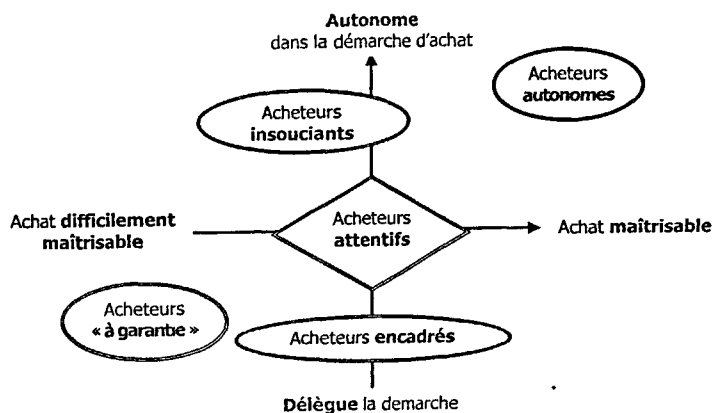 Autonome
dans la démarche d'achat
Acheteurs
autonomes
Acheteurs
insouciants
Achat difficilement
maîtrisable
Acheteurs
attentifs
Achat maîtrisable
Acheteurs
« à garantie »
Acheteurs encadrés
Délègue la demarche